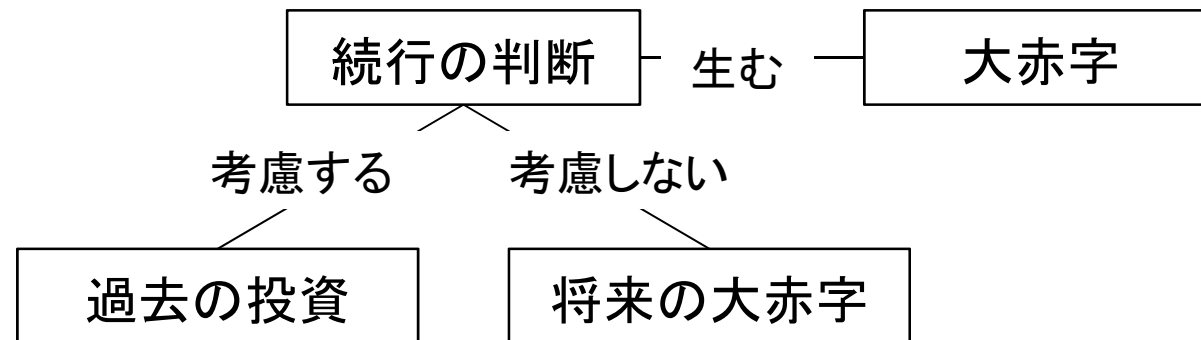 続行の判断
生む
大赤字
考慮する
考慮しない
過去の投資
将来の大赤字